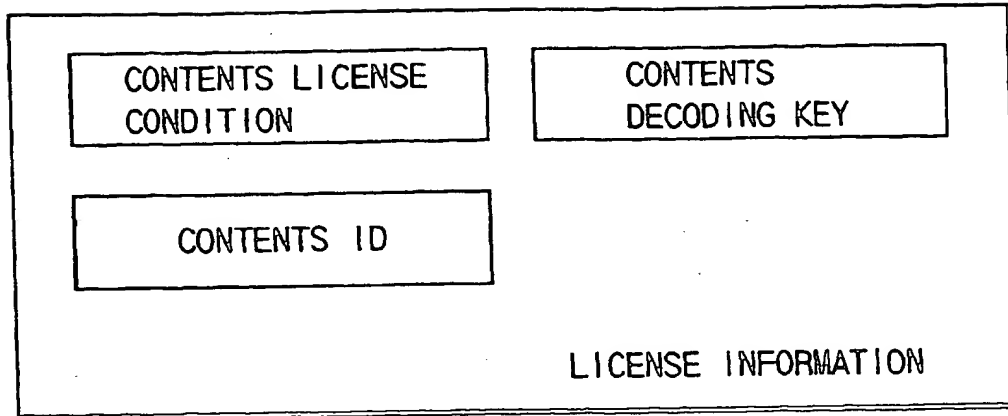 CONTENTS LICENSE
CONDITION
CONTENTS
DECODING KEY
CONTENTS ID
LICENSE INFORMATION